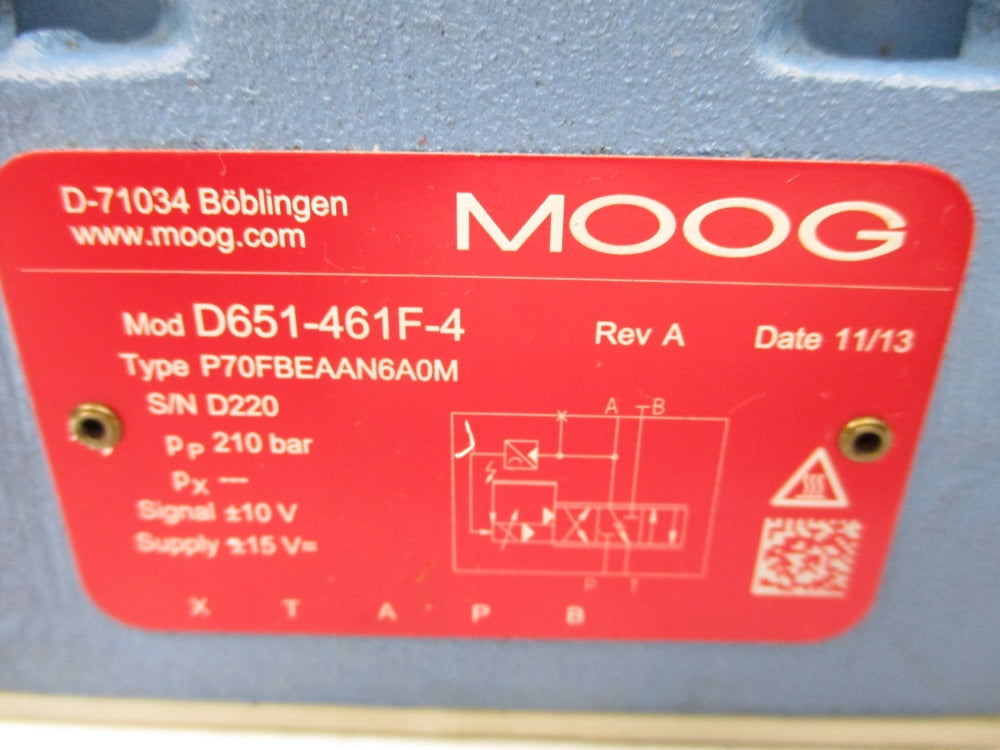 D-71034 Böblingen
www.moog.com
MOOG
Mod D651-461F-4 Rev A Date 11/13
Type P70FBEAAN6A0M
S/N D220
pP 210 bar
pX ---
Signal ±10 V
Supply ±15 V=
X A B
P T
X T A P B